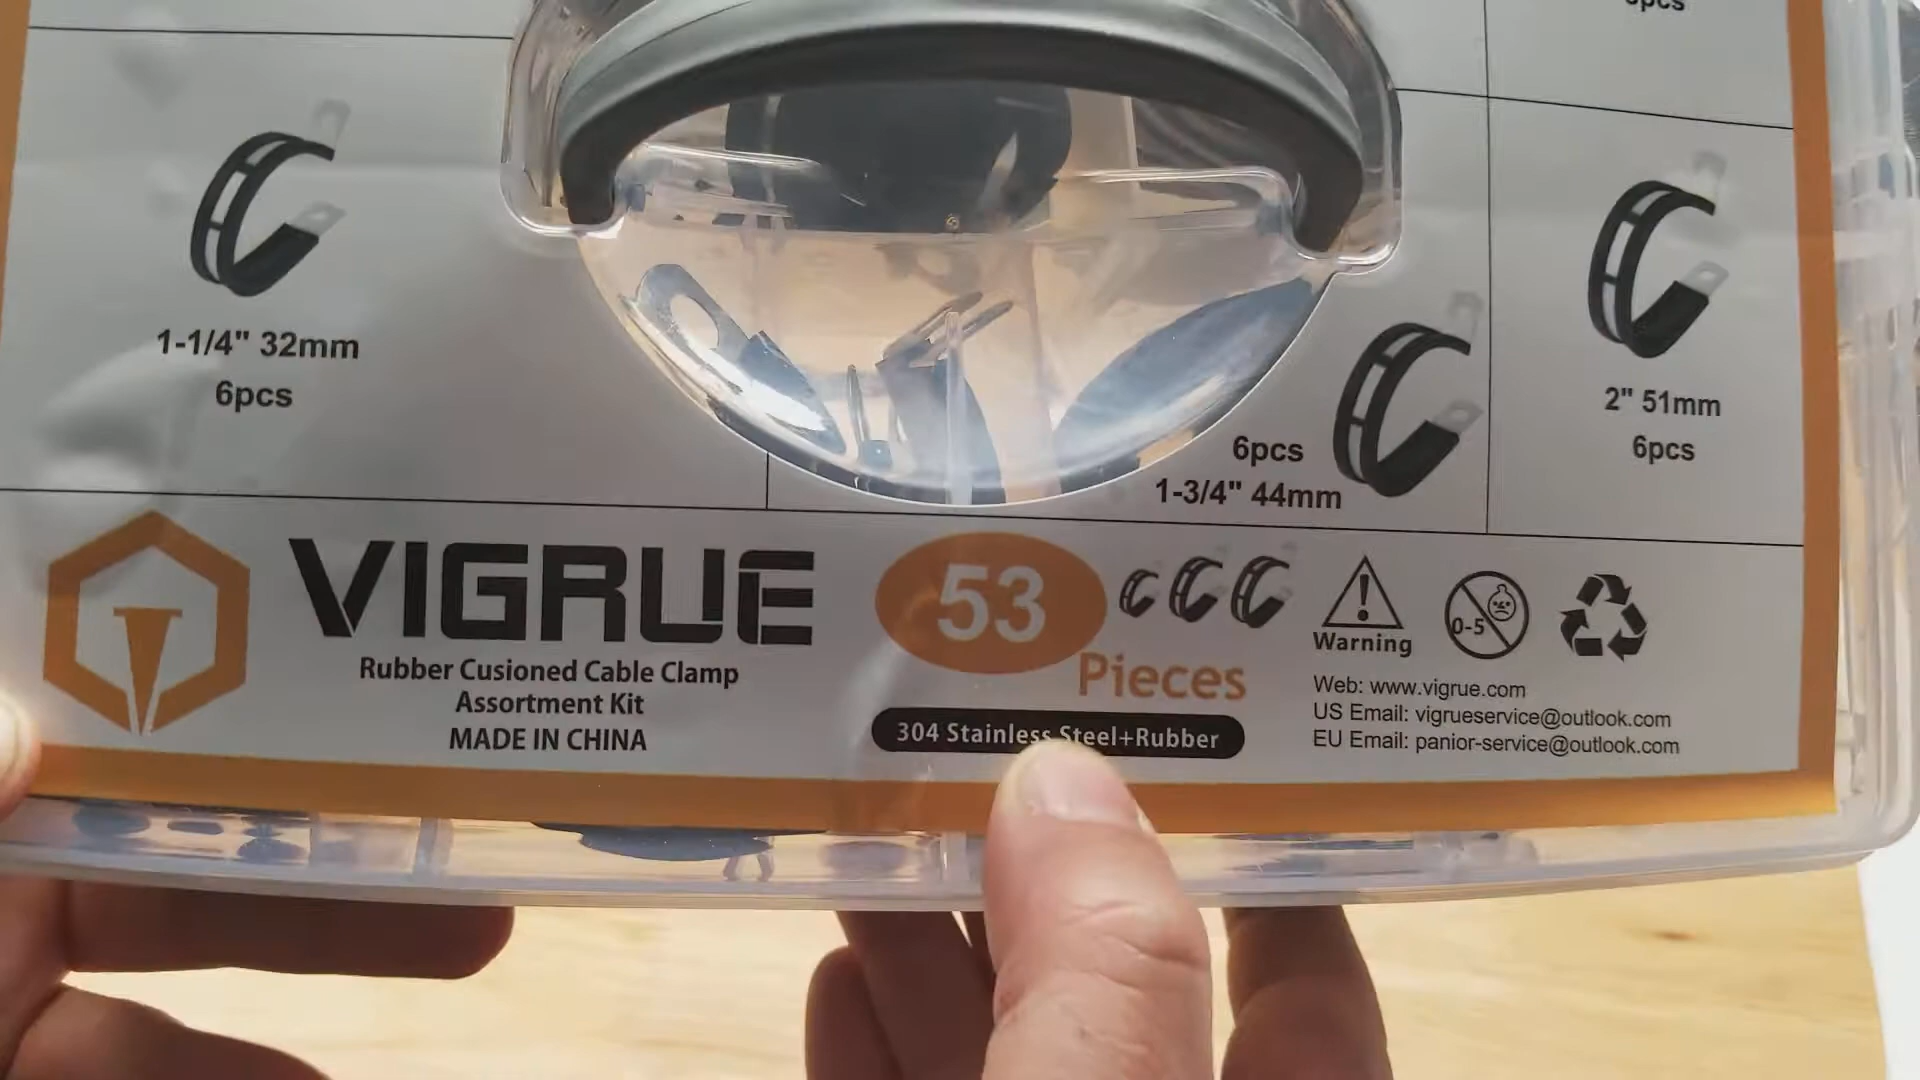 1-1/4" 32mm
6pcs
6pcs
1-3/4" 44mm
2" 51mm
6pcs
VIGRUE
Rubber Cusioned Cable Clamp
Assortment Kit
MADE IN CHINA
53
Pieces
304 Stainless Steel+Rubber
Warning
0-5
Web: www.vigrue.com
US Email: vigrueservice@outlook.com
EU Email: panior-service@outlook.com